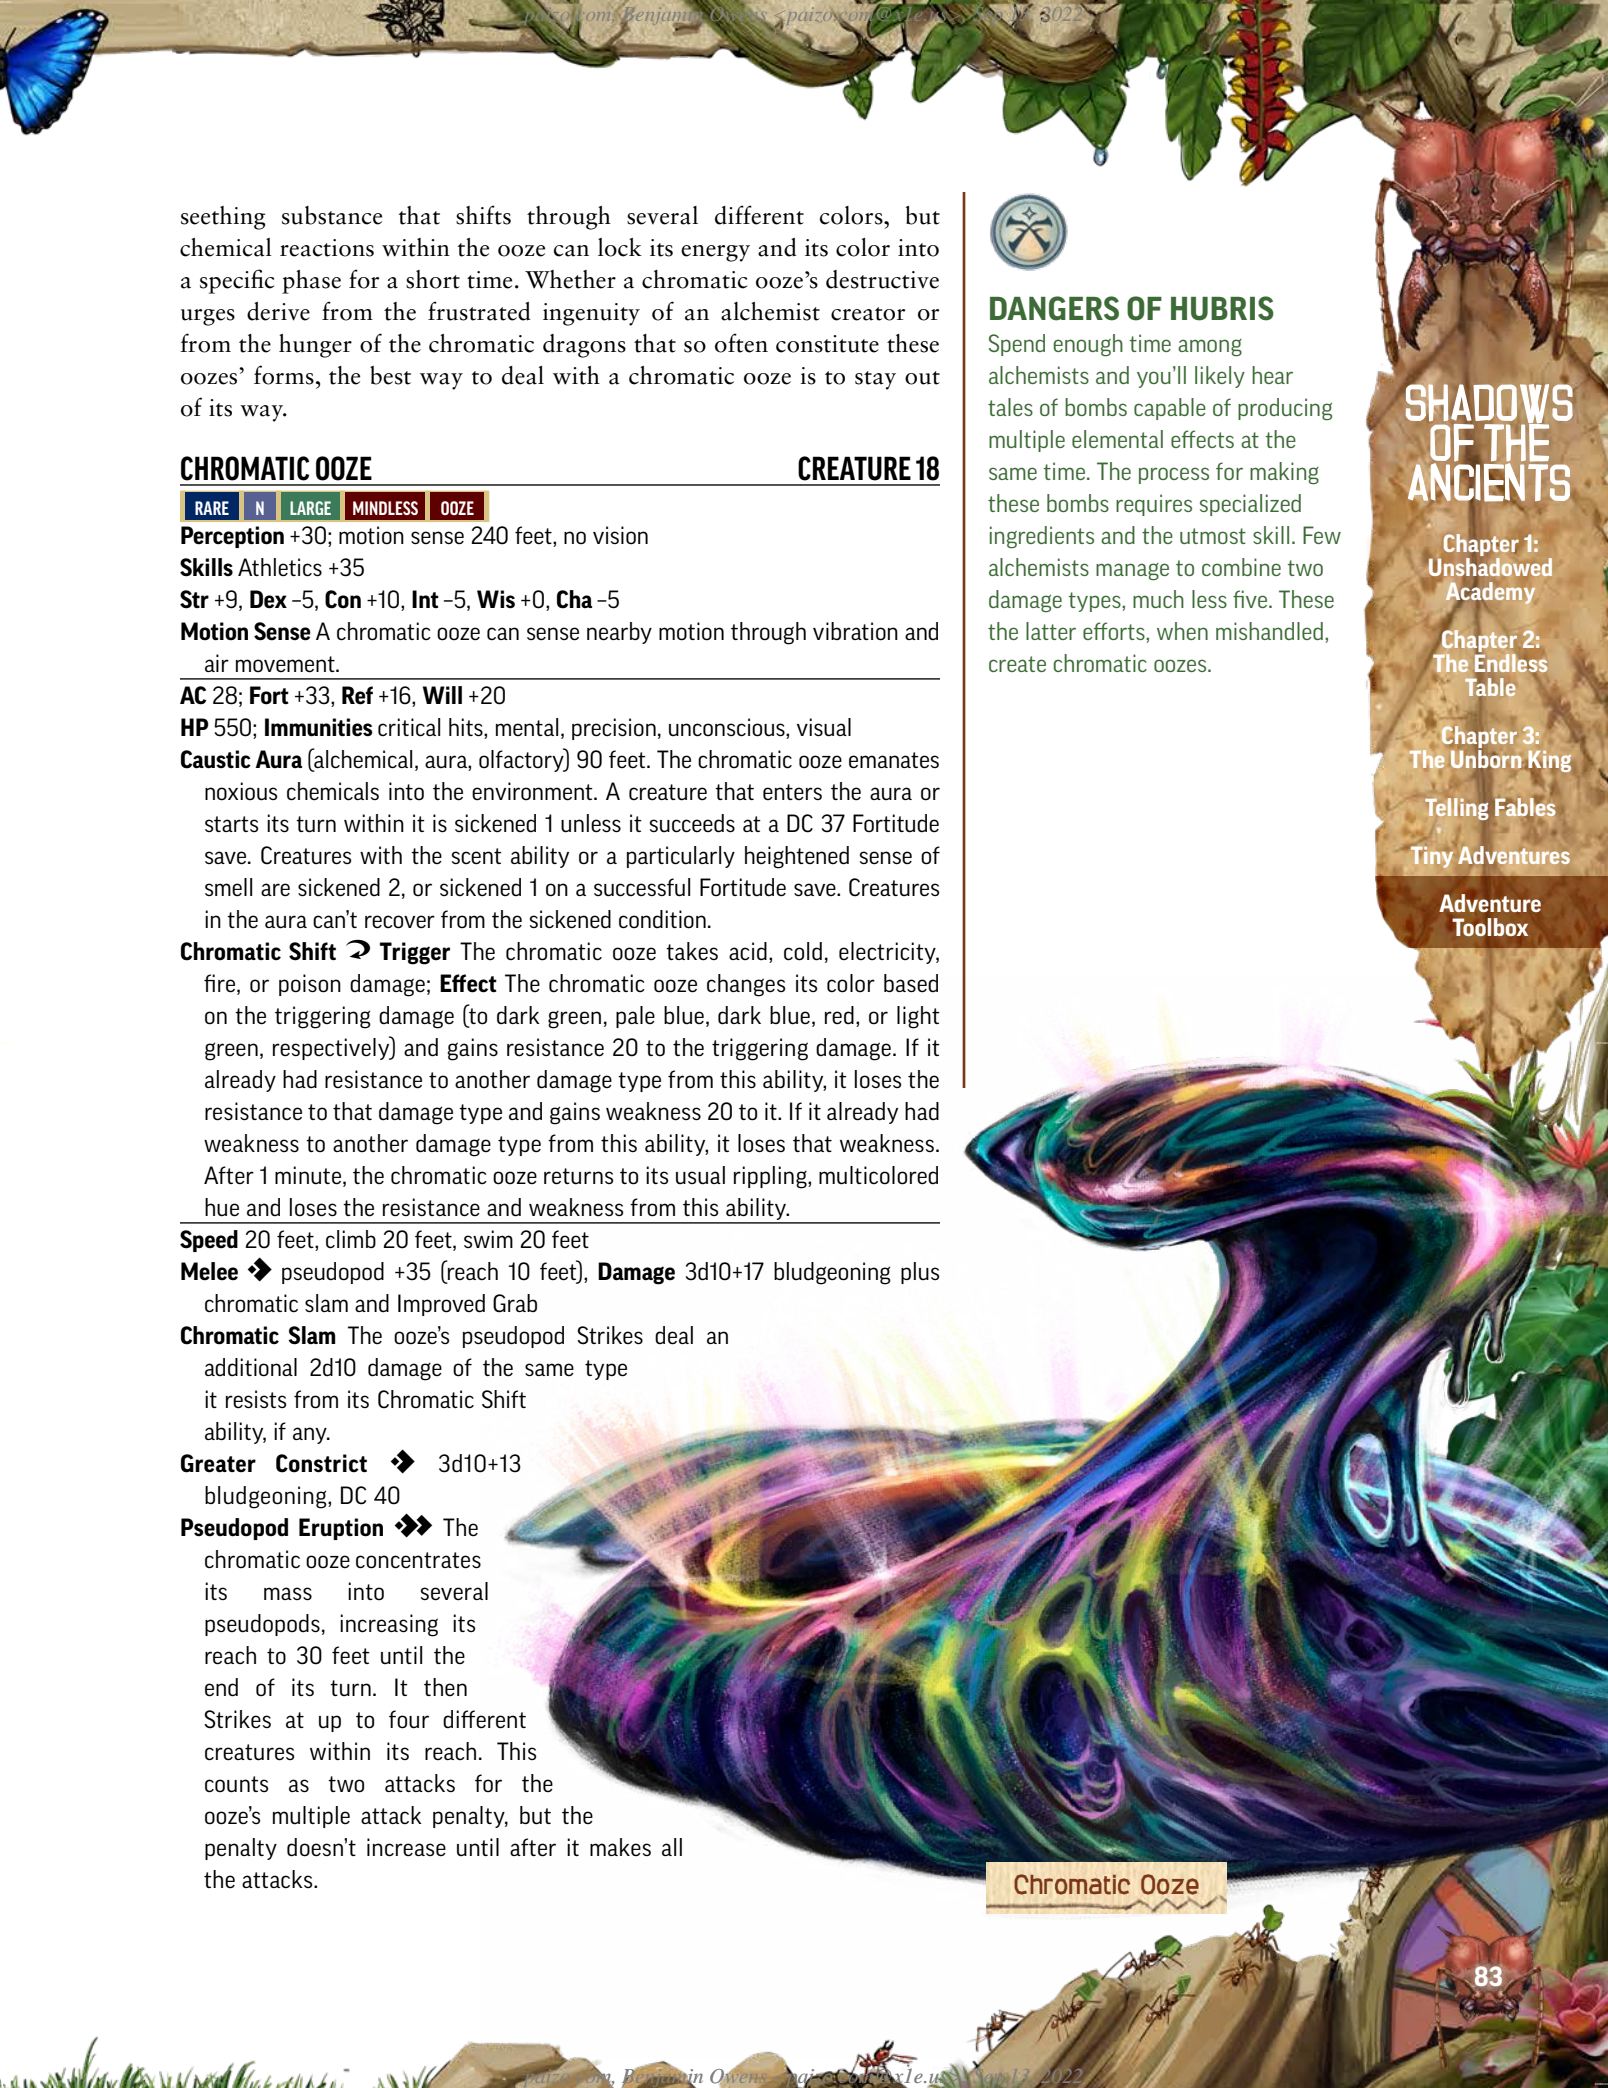 paizo.com, Benjamin Owens <paizo.com@x1e.us>, Sep 13, 2022
seething substance that shifts through several different colors, but
chemical reactions within the ooze can lock its energy and its color into
a specific phase for a short time. Whether a chromatic ooze’s destructive
urges derive from the frustrated ingenuity of an alchemist creator or
from the hunger of the chromatic dragons that so often constitute these
oozes’ forms, the best way to deal with a chromatic ooze is to stay out
of its way.
CHROMATIC OOZE CREATURE 18
RARE N LARGE MINDLESS OOZE
Perception +30; motion sense 240 feet, no vision
Skills Athletics +35
Str +9, Dex –5, Con +10, Int –5, Wis +0, Cha –5
Motion Sense A chromatic ooze can sense nearby motion through vibration and
air movement.
AC 28; Fort +33, Ref +16, Will +20
HP 550; Immunities critical hits, mental, precision, unconscious, visual
Caustic Aura (alchemical, aura, olfactory) 90 feet. The chromatic ooze emanates
noxious chemicals into the environment. A creature that enters the aura or
starts its turn within it is sickened 1 unless it succeeds at a DC 37 Fortitude
save. Creatures with the scent ability or a particularly heightened sense of
smell are sickened 2, or sickened 1 on a successful Fortitude save. Creatures
in the aura can’t recover from the sickened condition.
Chromatic Shift Trigger The chromatic ooze takes acid, cold, electricity,
fire, or poison damage; Effect The chromatic ooze changes its color based
on the triggering damage (to dark green, pale blue, dark blue, red, or light
green, respectively) and gains resistance 20 to the triggering damage. If it
already had resistance to another damage type from this ability, it loses the
resistance to that damage type and gains weakness 20 to it. If it already had
weakness to another damage type from this ability, it loses that weakness.
After 1 minute, the chromatic ooze returns to its usual rippling, multicolored
hue and loses the resistance and weakness from this ability.
Speed 20 feet, climb 20 feet, swim 20 feet
Melee pseudopod +35 (reach 10 feet), Damage 3d10+17 bludgeoning plus
chromatic slam and Improved Grab
Chromatic Slam The ooze’s pseudopod Strikes deal an
additional 2d10 damage of the same type
it resists from its Chromatic Shift
ability, if any.
Greater Constrict 3d10+13
bludgeoning, DC 40
Pseudopod Eruption The
chromatic ooze concentrates
its mass into several
pseudopods, increasing its
reach to 30 feet until the
end of its turn. It then
Strikes at up to four different
creatures within its reach. This
counts as two attacks for the
ooze’s multiple attack penalty, but the
penalty doesn’t increase until after it makes all
the attacks.
DANGERS OF HUBRIS
Spend enough time among
alchemists and you’ll likely hear
tales of bombs capable of producing
multiple elemental effects at the
same time. The process for making
these bombs requires specialized
ingredients and the utmost skill. Few
alchemists manage to combine two
damage types, much less five. These
the latter efforts, when mishandled,
create chromatic oozes.
SHADOWS
OF THE
ANCIENTS
Chapter 1:
Unshadowed
Academy
Chapter 2:
The Endless
Table
Chapter 3:
The Unborn King
Telling Fables
Tiny Adventures
Adventure
Toolbox
Chromatic Ooze
83
paizo.com, Benjamin Owens <paizo.com@x1e.us>, Sep 13, 2022